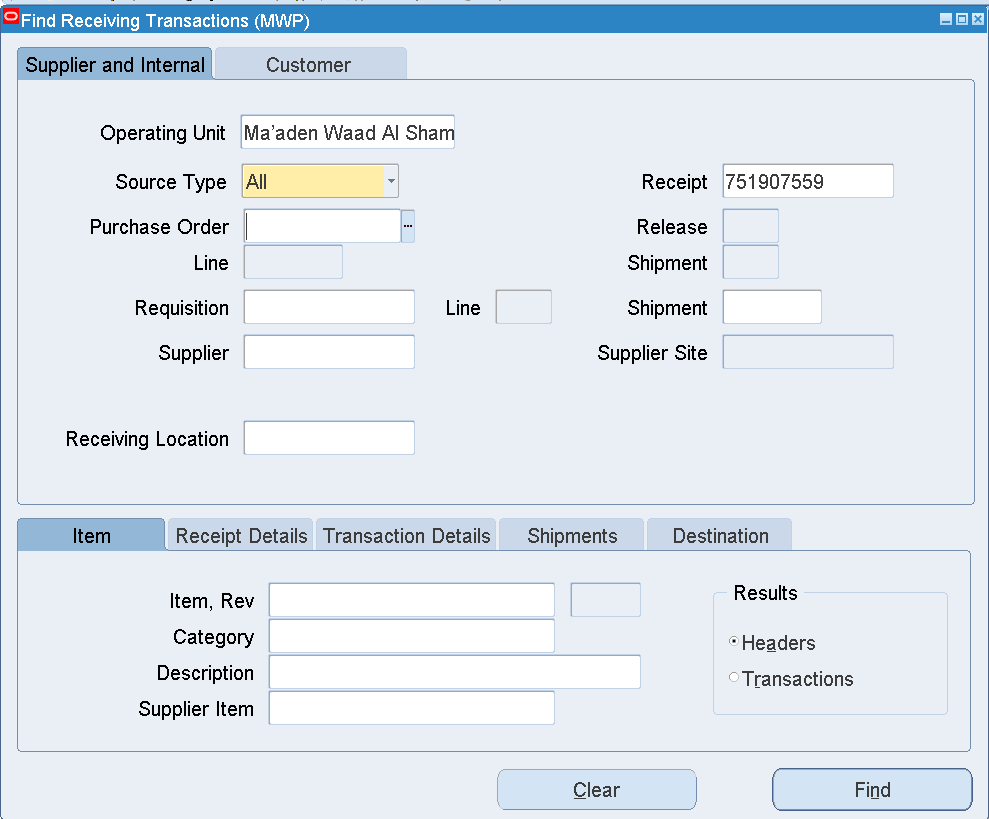 Find Receiving Transactions (MWP)
Supplier and Internal
Customer
Operating Unit Ma'aden Waad Al Sham
Source Type All
Receipt 751907559
Purchase Order ...
Release
Line
Shipment
Requisition
Line
Shipment
Supplier
Supplier Site
Receiving Location
Item
Receipt Details
Transaction Details
Shipments
Destination
Item, Rev
Category
Description
Supplier Item
Results
Headers
Transactions
Clear
Find